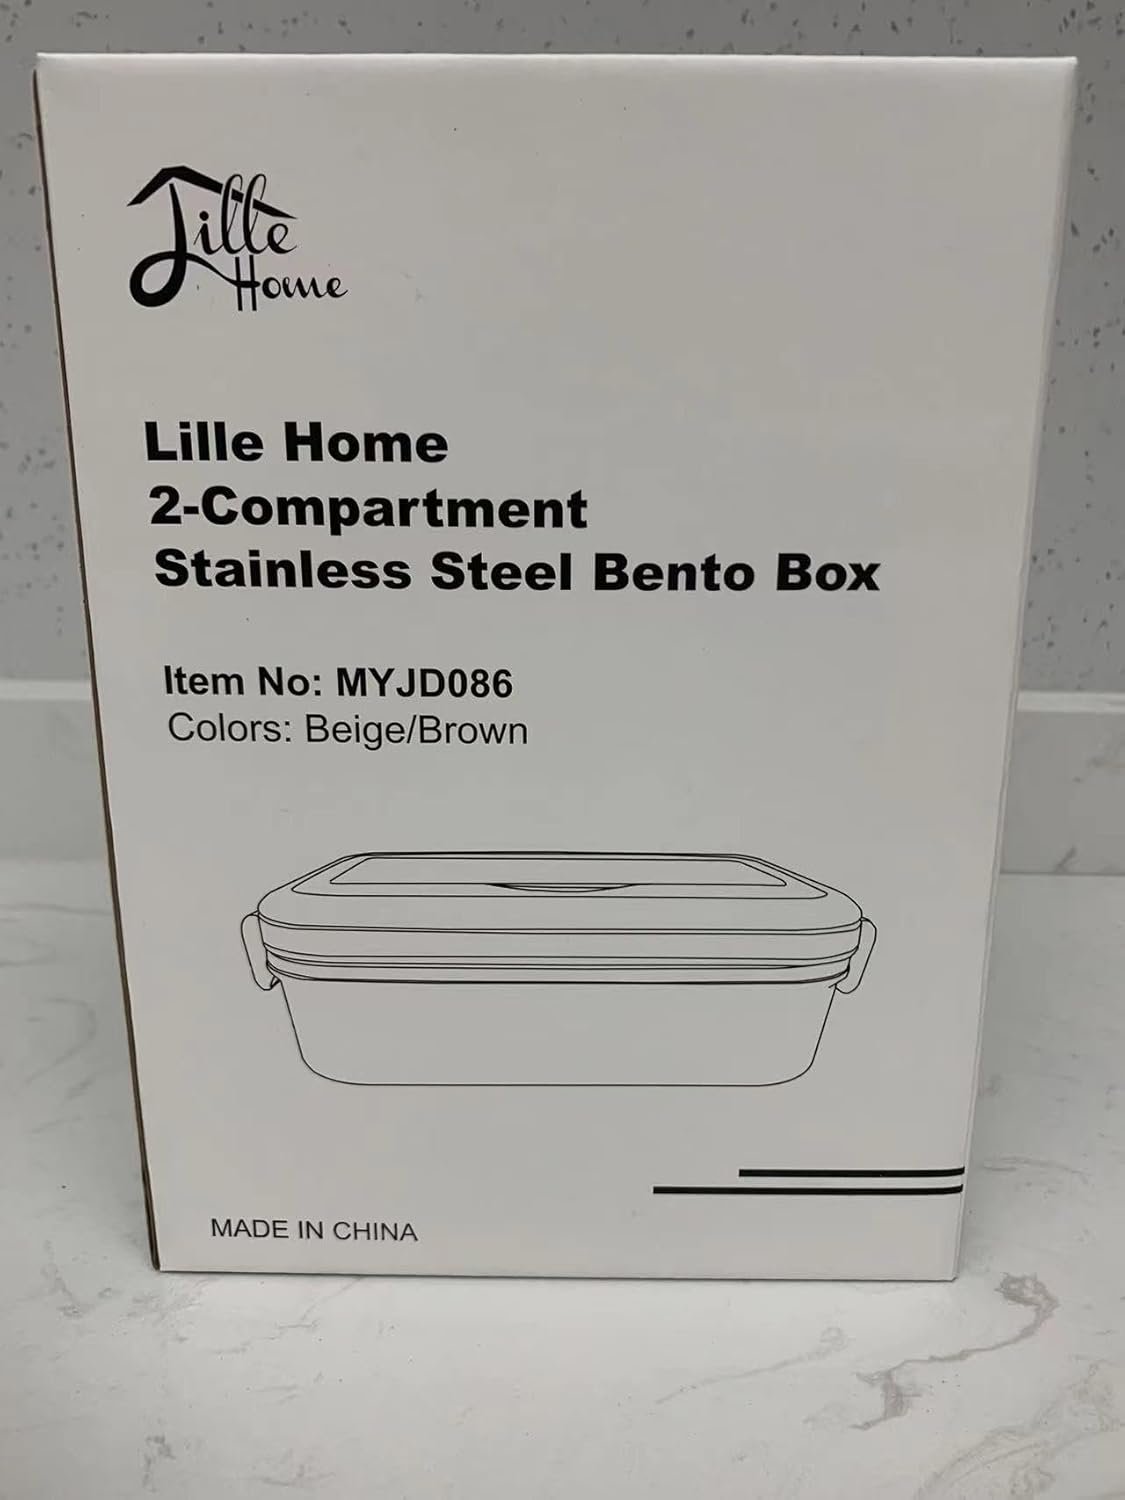 Lille
Home
Lille Home
2-Compartment
Stainless Steel Bento Box
Item No: MYJD086
Colors: Beige/Brown
MADE IN CHINA